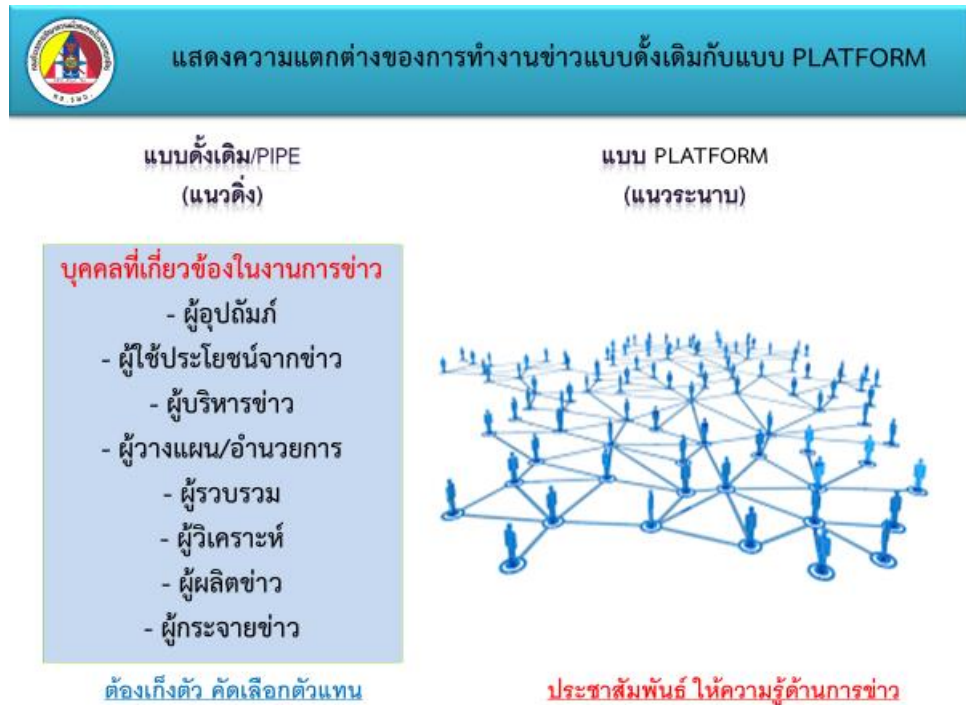 แสดงความแตกต่างของการทำงานข่าวแบบดั้งเดิมกับแบบ PLATFORM
แบบดั้งเดิม/PIPE
(แนวดิ่ง)
แบบ PLATFORM
(แนวระนาบ)
บุคคลที่เกี่ยวข้องในงานการข่าว
- ผู้อุปถัมภ์
- ผู้ใช้ประโยชน์จากข่าว
- ผู้บริหารข่าว
- ผู้วางแผน/อำนวยการ
- ผู้รวบรวม
- ผู้วิเคราะห์
- ผู้ผลิตข่าว
- ผู้กระจายข่าว
ต้องเก็งตัว คัดเลือกตัวแทน
ประชาสัมพันธ์ ให้ความรู้ด้านการข่าว